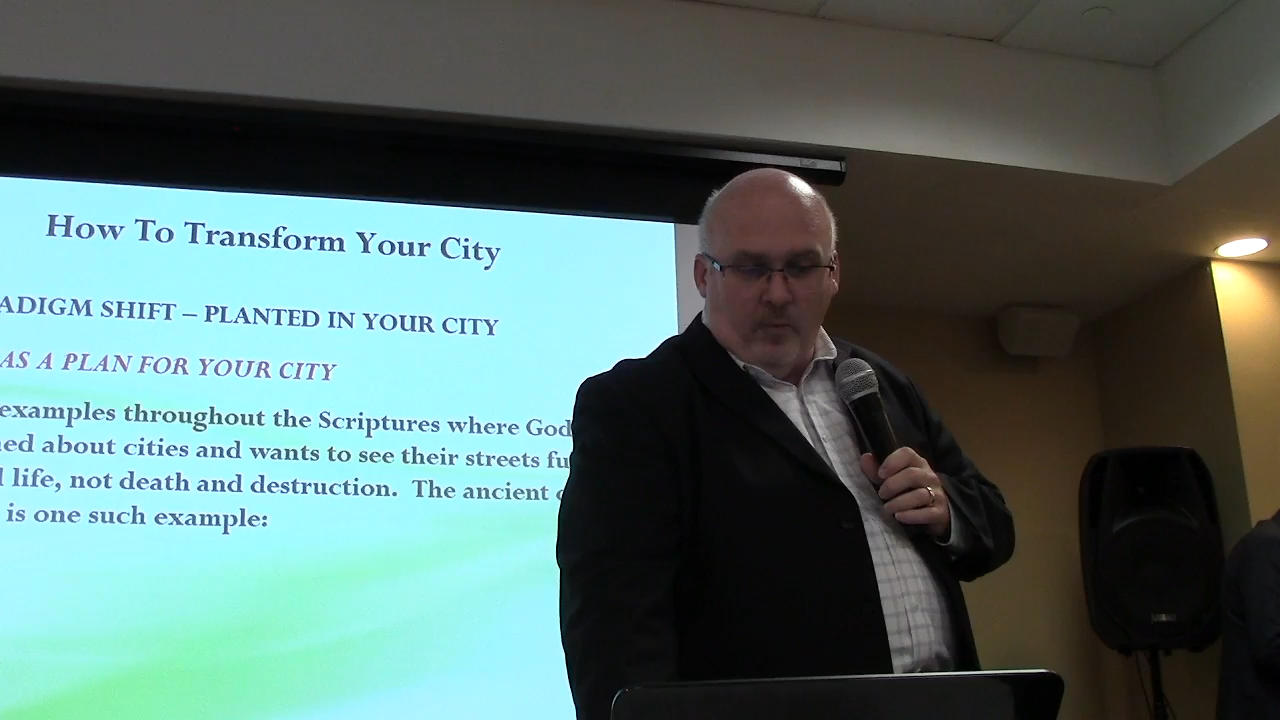 How To Transform Your City
ADIGM SHIFT – PLANTED IN YOUR CITY
AS A PLAN FOR YOUR CITY
examples throughout the Scriptures where God
ed about cities and wants to see their streets fu
life, not death and destruction. The ancient
is one such example: